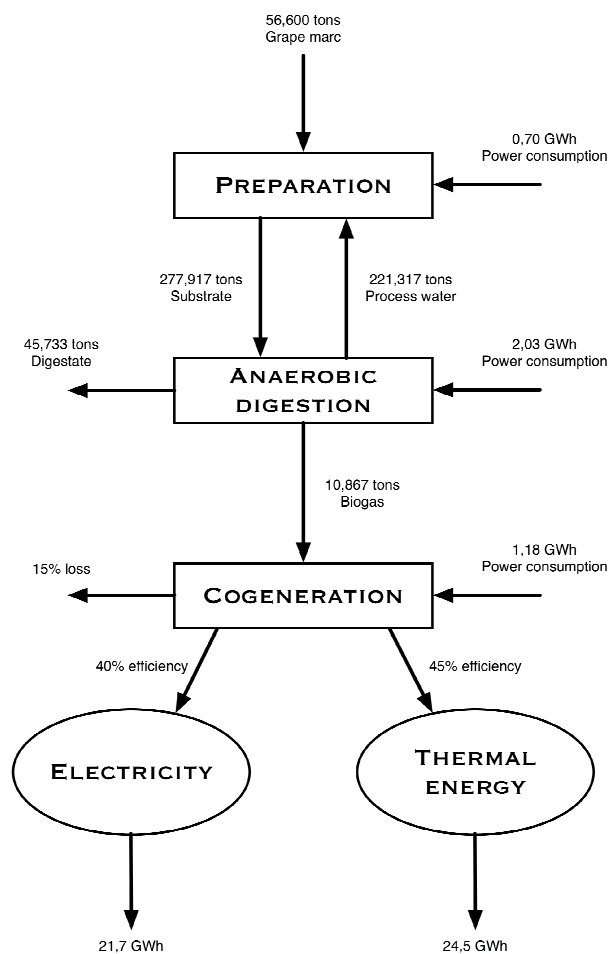 56,600 tons
Grape marc
0,70 GWh
Power consumption
PREPARATION
277,917 tons
Substrate
221,317 tons
Process water
45,733 tons
Digestate
2,03 GWh
Power consumption
ANAEROBIC
DIGESTION
10,867 tons
Biogas
1,18 GWh
Power consumption
15% loss
COGENERATION
40% efficiency
45% efficiency
ELECTRICITY
THERMAL
ENERGY
21,7 GWh
24,5 GWh